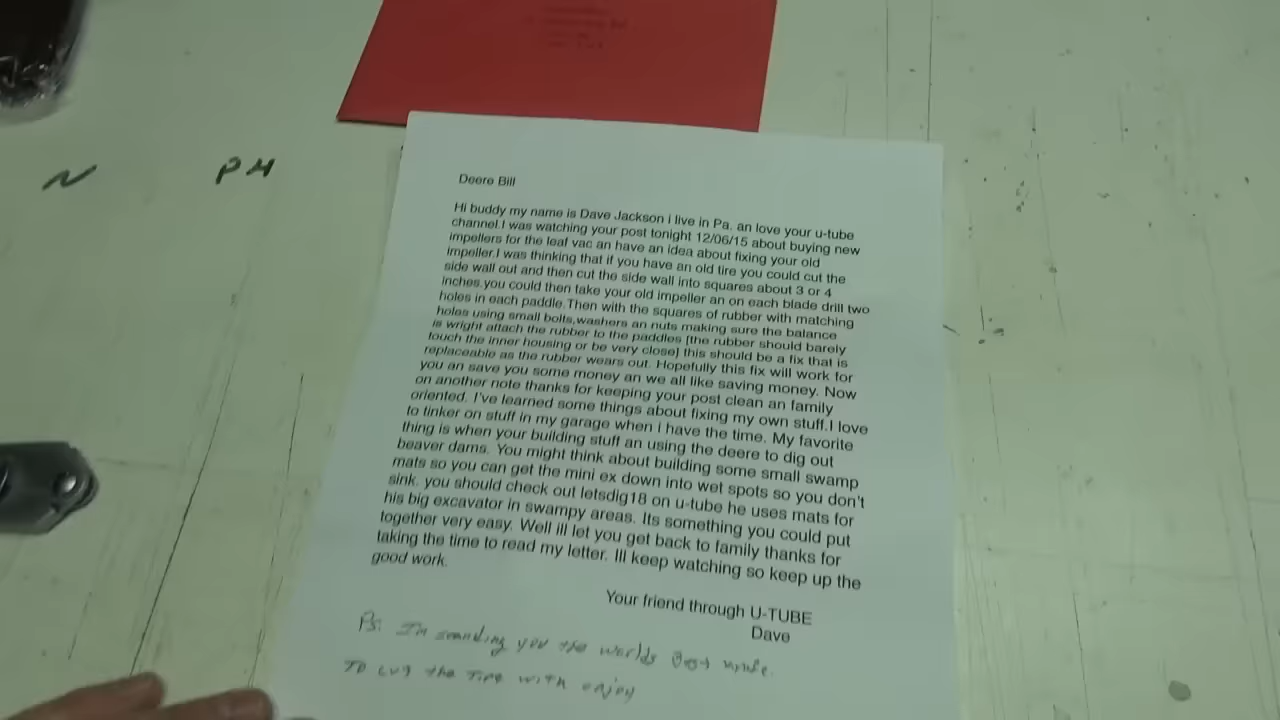 N PH
Deere Bill
Hi buddy my name is Dave Jackson i live in Pa. an love your u-tube
channel.I was watching your post tonight 12/06/15 about buying new
impellers for the leaf vac an have an idea about fixing your old
impeller.I was thinking that if you have an old tire you could cut the
side wall out and then cut the side wall into squares about 3 or 4
inches.you could then take your old impeller an on each blade drill two
holes in each paddle.Then with the squares of rubber with matching
holes using small bolts,washers an nuts making sure the balance
is wright attach the rubber to the paddles [the rubber should barely
touch the inner housing or be very close] this should be a fix that is
replaceable as the rubber wears out. Hopefully this fix will work for
you an save you some money an we all like saving money. Now
on another note thanks for keeping your post clean an family
oriented. I've learned some things about fixing my own stuff.I love
to tinker on stuff in my garage when i have the time. My favorite
thing is when your building stuff an using the deere to dig out
beaver dams. You might think about building some small swamp
mats so you can get the mini ex down into wet spots so you don't
sink. you should check out letsdig18 on u-tube he uses mats for
his big excavator in swampy areas. Its something you could put
together very easy. Well ill let you get back to family thanks for
taking the time to read my letter. Ill keep watching so keep up the
good work.
Your friend through U-TUBE
Dave
Ps. I'm sending you the worlds Best knife.
To cut the Tire with enjoy